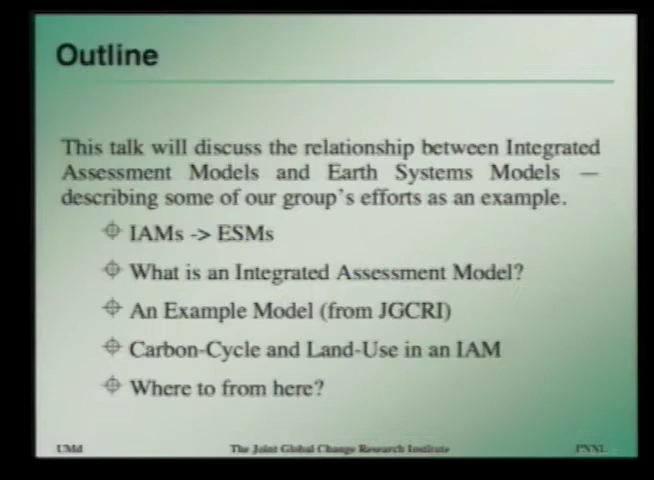 Outline
This talk will discuss the relationship between Integrated
Assessment Models and Earth Systems Models —
describing some of our group's efforts as an example.
IAMs -> ESMs
What is an Integrated Assessment Model?
An Example Model (from JGCRI)
Carbon-Cycle and Land-Use in an IAM
Where to from here?
UMd The Joint Global Change Research Institute PNNL